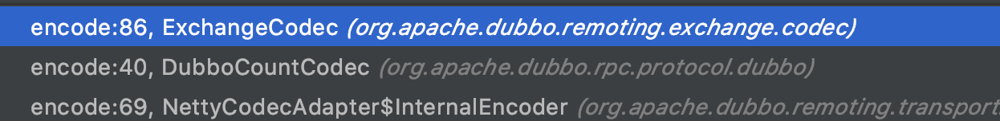 encode:86, ExchangeCodec (org.apache.dubbo.remoting.exchange.codec)
encode:40, DubboCountCodec (org.apache.dubbo.rpc.protocol.dubbo)
encode:69, NettyCodecAdapter$InternalEncoder (org.apache.dubbo.remoting.transport